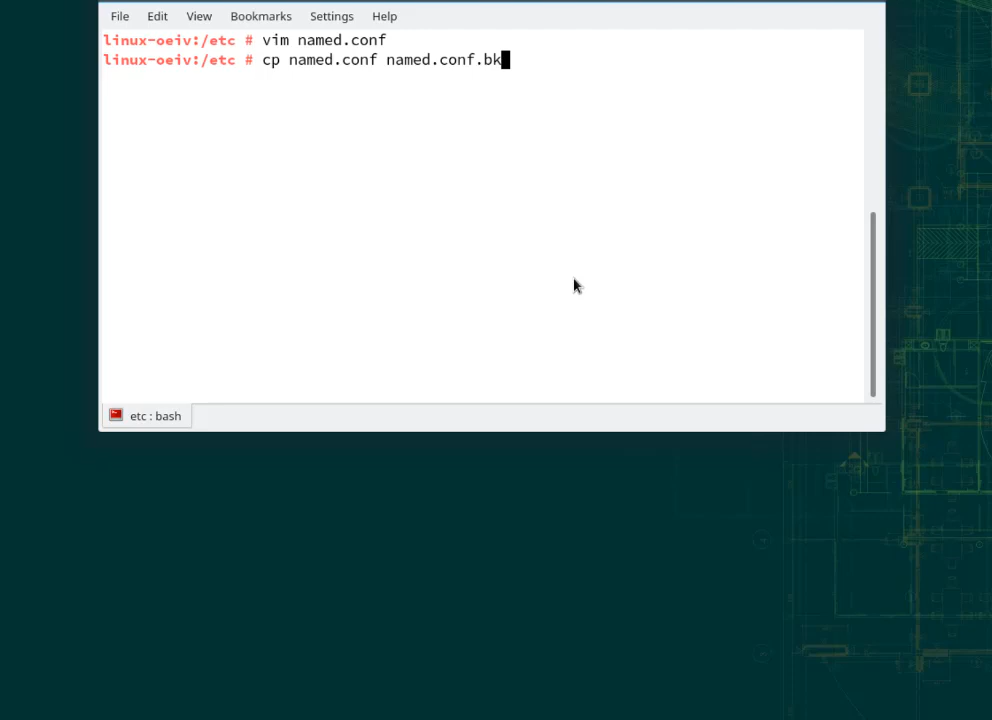 File Edit View Bookmarks Settings Help
linux-oeiv:/etc # vim named.conf
linux-oeiv:/etc # cp named.conf named.conf.bk
etc : bash